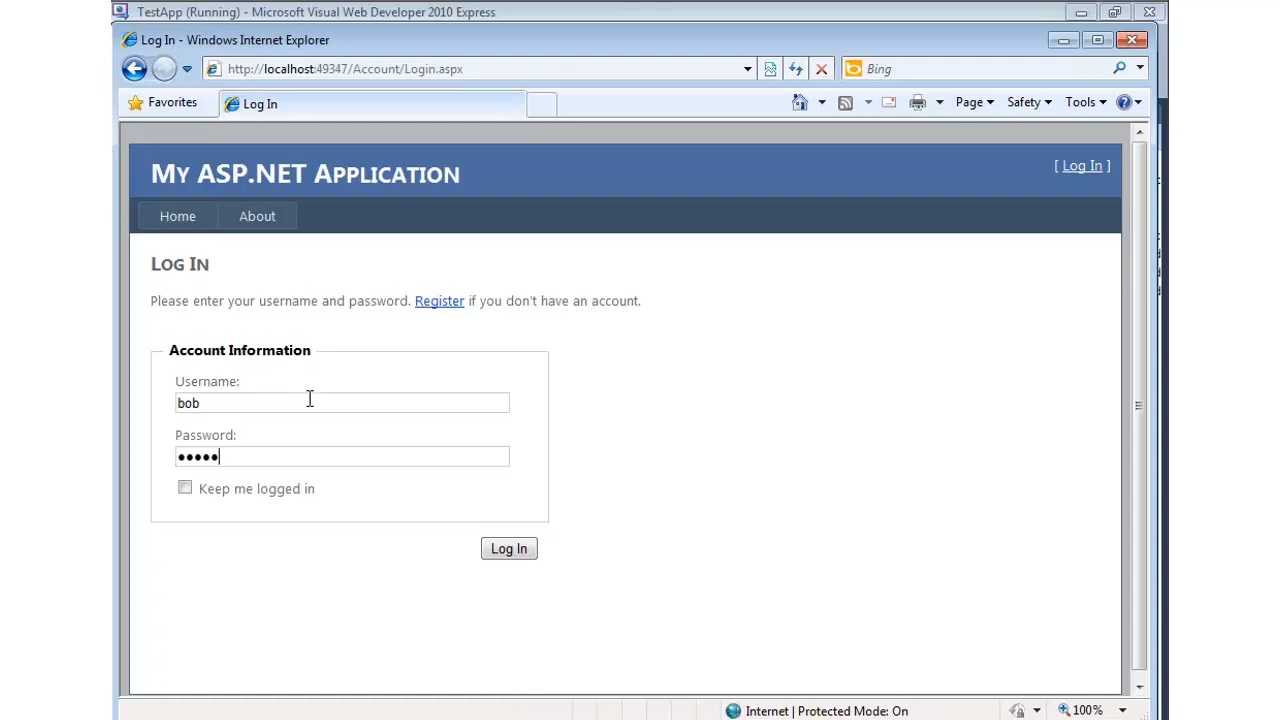 TestApp (Running) - Microsoft Visual Web Developer 2010 Express
Log In - Windows Internet Explorer
http://localhost:49347/Account/Login.aspx
Bing
Favorites
Log In
Page
Safety
Tools
My ASP.NET Application
[ Log In ]
Home
About
Log In
Please enter your username and password. Register if you don't have an account.
Account Information
Username:
bob
Password:
•••••
Keep me logged in
Log In
Internet | Protected Mode: On
100%